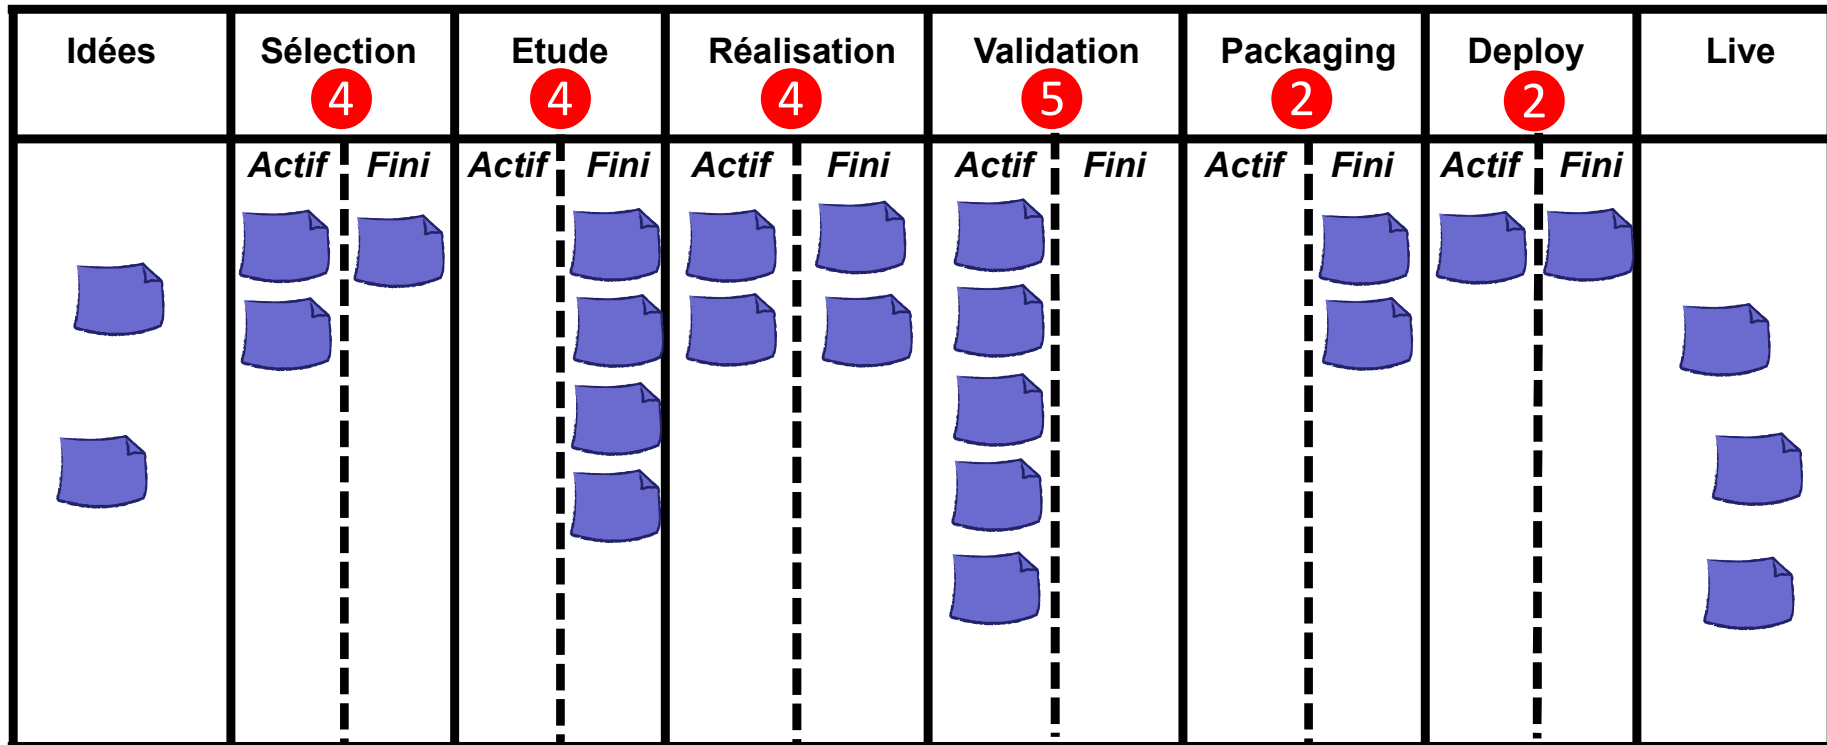 Idées Sélection Etude Réalisation Validation Packaging Deploy Live
4 4 4 5 2 2
Actif Fini Actif Fini Actif Fini Actif Fini Actif Fini Actif Fini